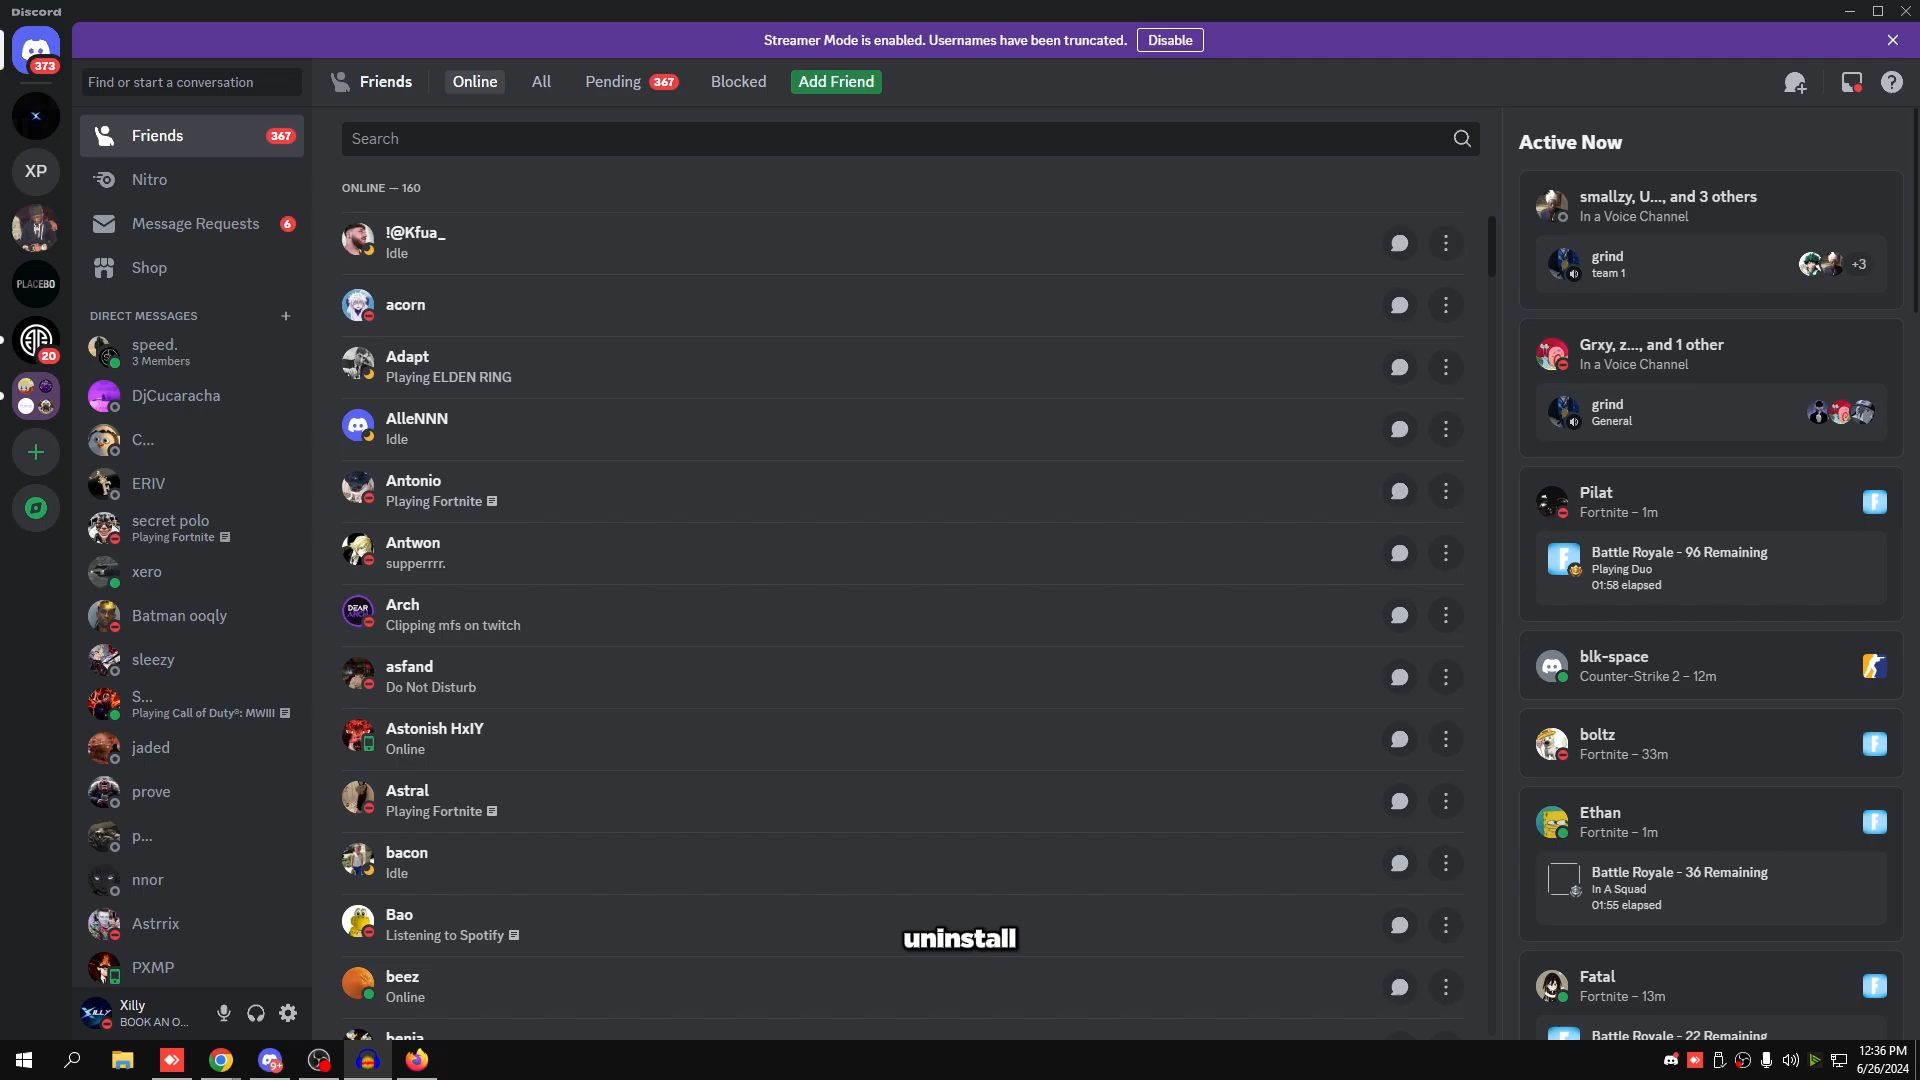 Discord
Streamer Mode is enabled. Usernames have been truncated. Disable
373
Find or start a conversation
Friends
Online
All
Pending 367
Blocked
Add Friend
XP
PLACEBO
20
Friends 367
Nitro
Message Requests 6
Shop
DIRECT MESSAGES
speed.
3 Members
DjCucaracha
C...
ERIV
secret polo
Playing Fortnite
xero
Batman ooqly
sleezy
S...
Playing Call of Duty®: MWIII
jaded
prove
p...
nnor
Astrrix
PXMP
Xilly
BOOK AN O...
XILLY
Search
ONLINE — 160
!@Kfua_
Idle
acorn
Adapt
Playing ELDEN RING
AlleNNN
Idle
Antonio
Playing Fortnite
Antwon
supperrrr.
DEAR
ARCH
Arch
Clipping mfs on twitch
asfand
Do Not Disturb
Astonish HxIY
Online
Astral
Playing Fortnite
bacon
Idle
Bao
Listening to Spotify
beez
Online
benja
uninstall
Active Now
smallzy, U..., and 3 others
In a Voice Channel
grind
team 1
+3
Grxy, z..., and 1 other
In a Voice Channel
grind
General
Pilat
Fortnite – 1m
Battle Royale - 96 Remaining
Playing Duo
01:58 elapsed
blk-space
Counter-Strike 2 – 12m
boltz
Fortnite – 33m
Ethan
Fortnite – 1m
Battle Royale - 36 Remaining
In A Squad
01:55 elapsed
Fatal
Fortnite – 13m
Battle Royale - 22 Remaining
9+
12:36 PM
6/26/2024